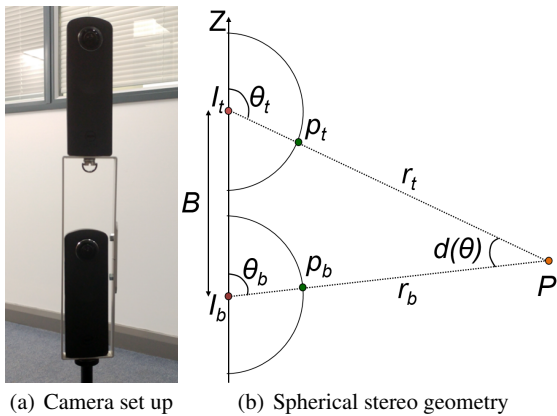 Z
I_t
θ_t
p_t
r_t
B
d(θ)
θ_b
p_b
P
I_b
r_b
(a) Camera set up
(b) Spherical stereo geometry